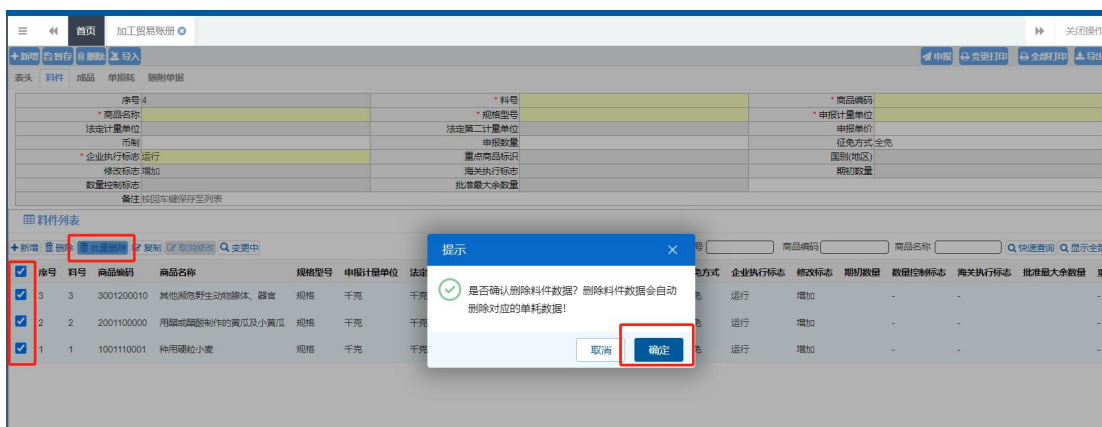 首页 加工贸易账册 关闭操作
新增 暂存 删除 导入 申报 变更打印 全部打印 导出
表头 料件 成品 单损耗 随附单据
序号 4 *料号 *商品编码
*商品名称 *规格型号 *申报计量单位
法定计量单位 法定第二计量单位 申报单价
币制 申报数量 征免方式 全免
*企业执行标志 运行 重点商品标识 国别(地区)
修改标志 增加 海关执行标志 期初数量
数量控制标志 批准最大余数量
备注 按回车键保存至列表
料件列表
新增 删除 批量删除 复制 取消修改 变更中 号 商品编码 商品名称 快速查询 显示全部
序号 料号 商品编码 商品名称 规格型号 申报计量单位 法定 免方式 企业执行标志 修改标志 期初数量 数量控制标志 海关执行标志 批准最大余数量
3 3 3001200010 其他濒危野生动物腺体、器官 规格 千克 千克 运行 增加 - - -
2 2 2001100000 用醋或醋酸制作的黄瓜及小黄瓜 规格 千克 千克 运行 增加 - - -
1 1 1001110001 种用硬粒小麦 规格 千克 千克 运行 增加 - - -
提示
是否确认删除料件数据？删除料件数据会自动
删除对应的单耗数据!
取消 确定